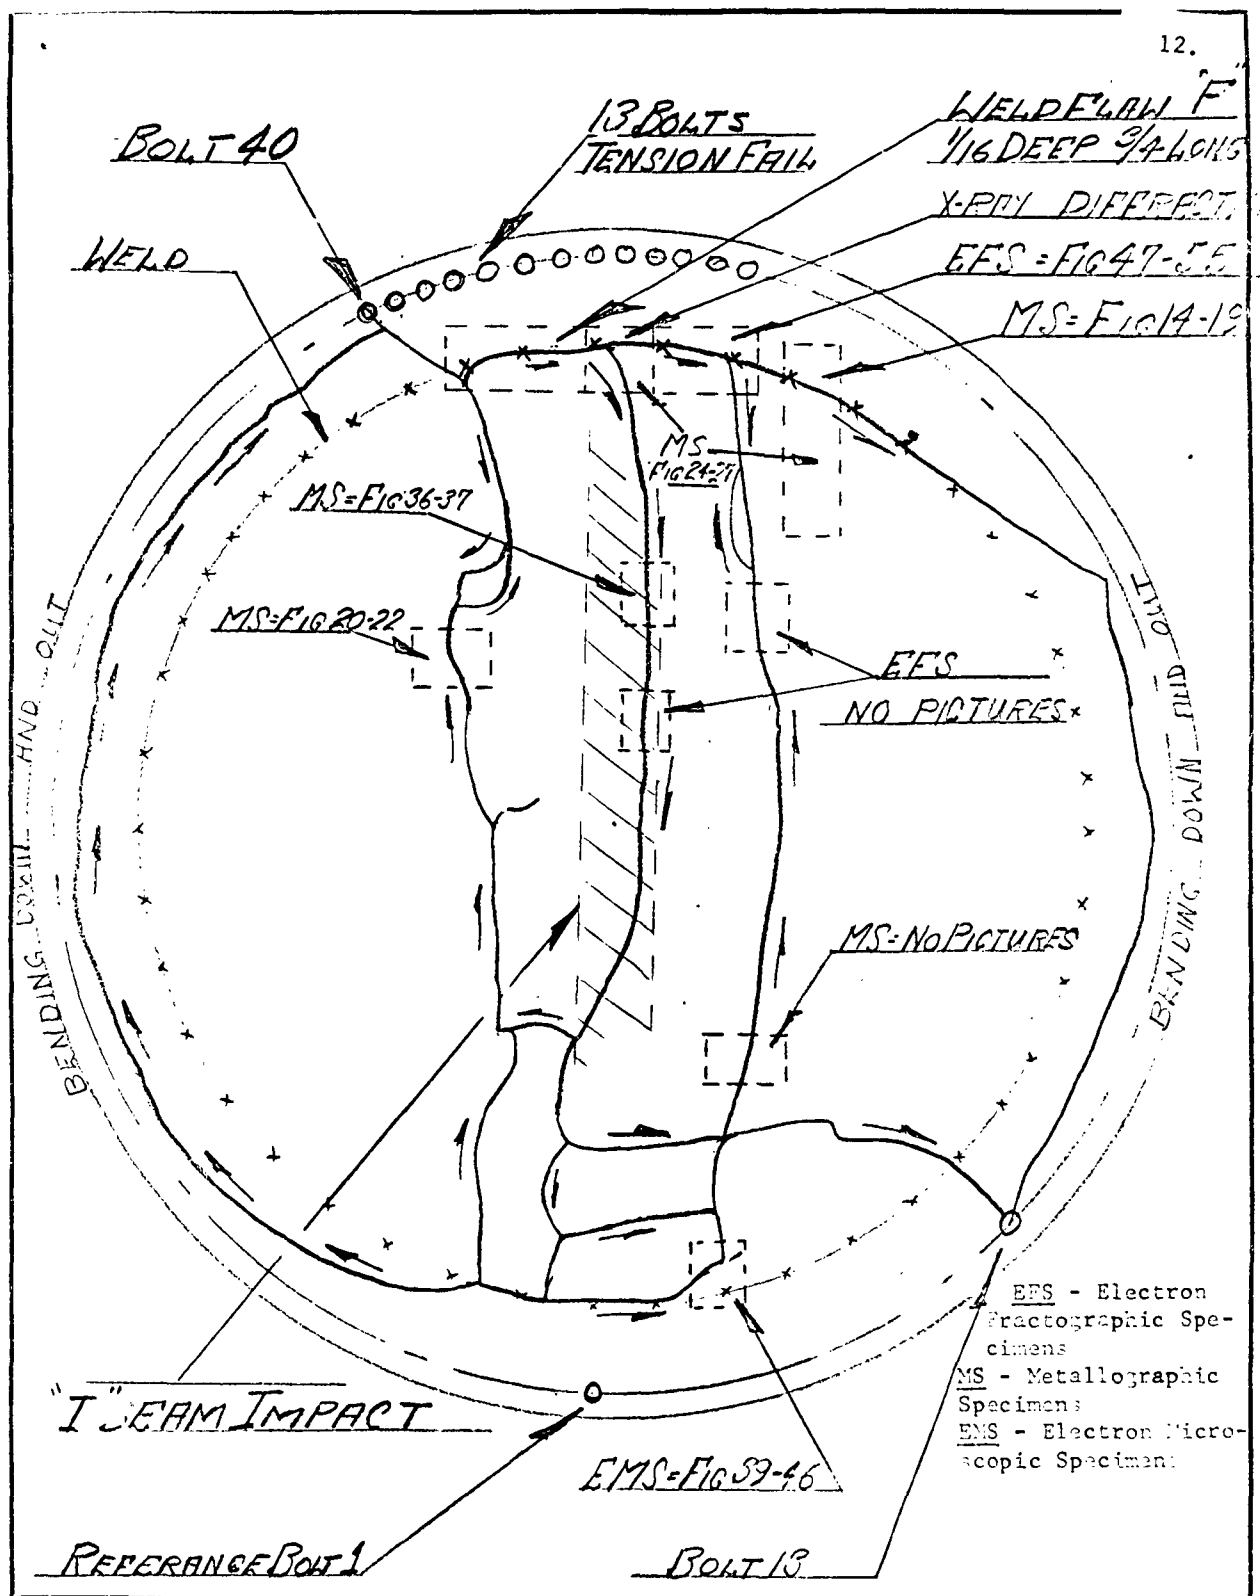 12.
BOLT 40
13 BOLTS
TENSION FAIL
WELD FLAW "F"
1/16 DEEP 3/4 LONG
X-RAY DIFFRACT
WELD
EFS = FIG 47-55
MS = FIG 14-19
MS
FIG 24-27
MS=FIG 36-37
MS=FIG 20-22
EFS
NO PICTURES
BENDING DOWN AND OUT
BENDING DOWN AND OUT
MS=NO PICTURES
"I" BEAM IMPACT
EFS - Electron
Fractographic Spe-
cimens
MS - Metallographic
Specimens
EMS - Electron Micro-
scopic Specimens
EMS=FIG 39-46
REFERANCE BOLT 1
BOLT 13